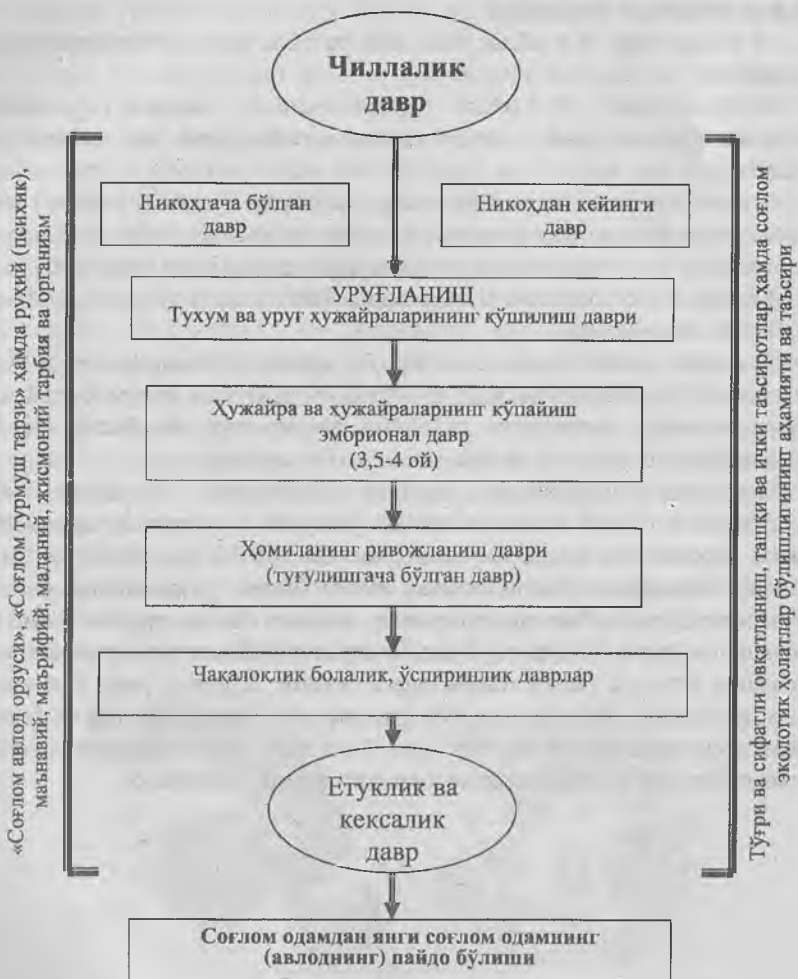 Чиллалик
давр
Никоҳгача бўлган
давр
Никоҳдан кейинги
давр
УРУҒЛАНИЩ
Тухум ва уруғ ҳужайраларининг қўшилиш даври
Ҳужайра ва ҳужайраларнинг кўпайиш
эмбрионал давр
(3,5-4 ой)
Ҳомиланинг ривожланиш даври
(туғулишгача бўлган давр)
Чақалоқлик болалик, ўспиринлик даврлар
Етуклик ва
кексалик
давр
Соғлом одамдан янги соғлом одамнинг
(авлоднинг) пайдо бўлиши
«Соғлом авлод орзуси», «Соғлом турмуш тарзи» ҳамда руҳий (психик),
маънавий, маърифий, маданий, жисмоний тарбия ва организм
Тўғри ва сифатли овқатланиш, ташқи ва ички таъсиротлар ҳамда соғлом
экологик ҳолатлар бўлишлигининг аҳамияти ва таъсири